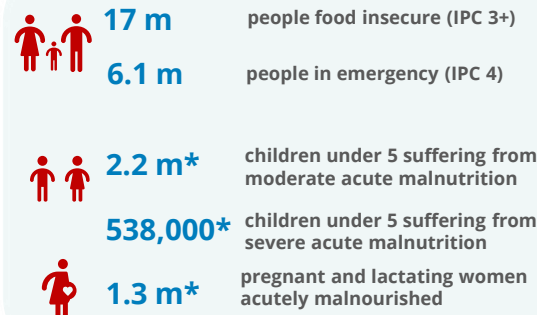 17 m people food insecure (IPC 3+)
6.1 m people in emergency (IPC 4)
2.2 m* children under 5 suffering from
moderate acute malnutrition
538,000* children under 5 suffering from
severe acute malnutrition
1.3 m* pregnant and lactating women
acutely malnourished